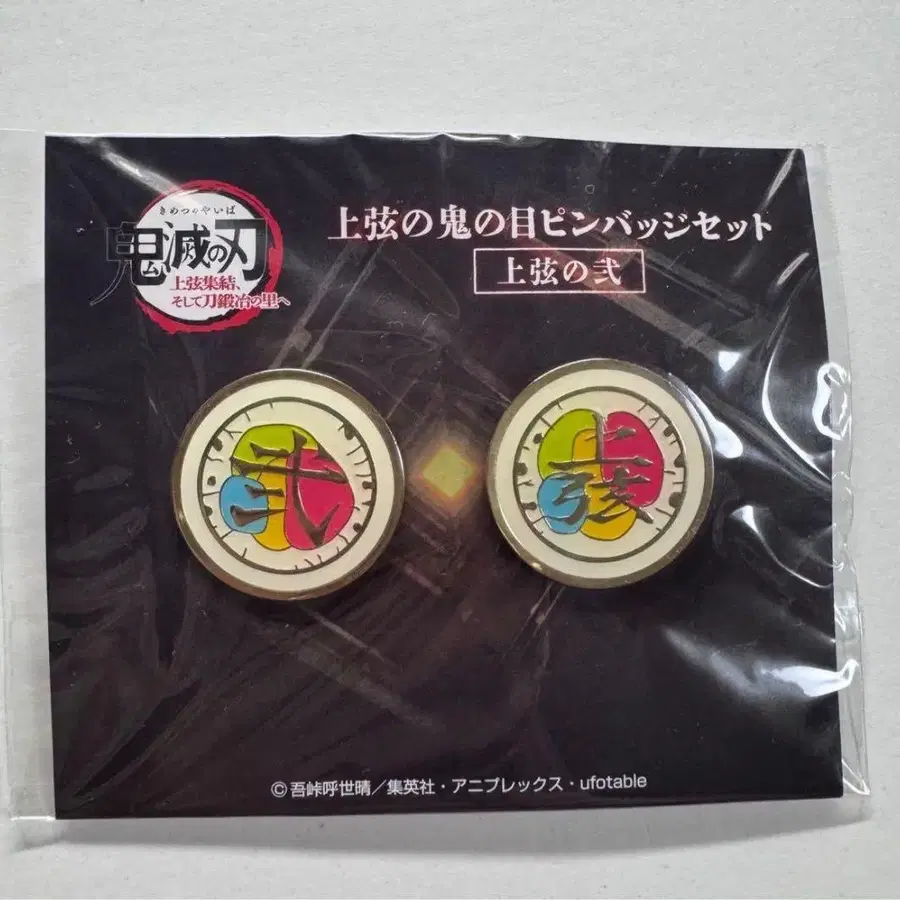 きめつのやいば
鬼滅の刃
上弦集結、
そして刀鍛冶の里へ
上弦の鬼の目ピンバッジセット
上弦の弐
弐
上弦
©吾峠呼世晴／集英社・アニプレックス・ufotable